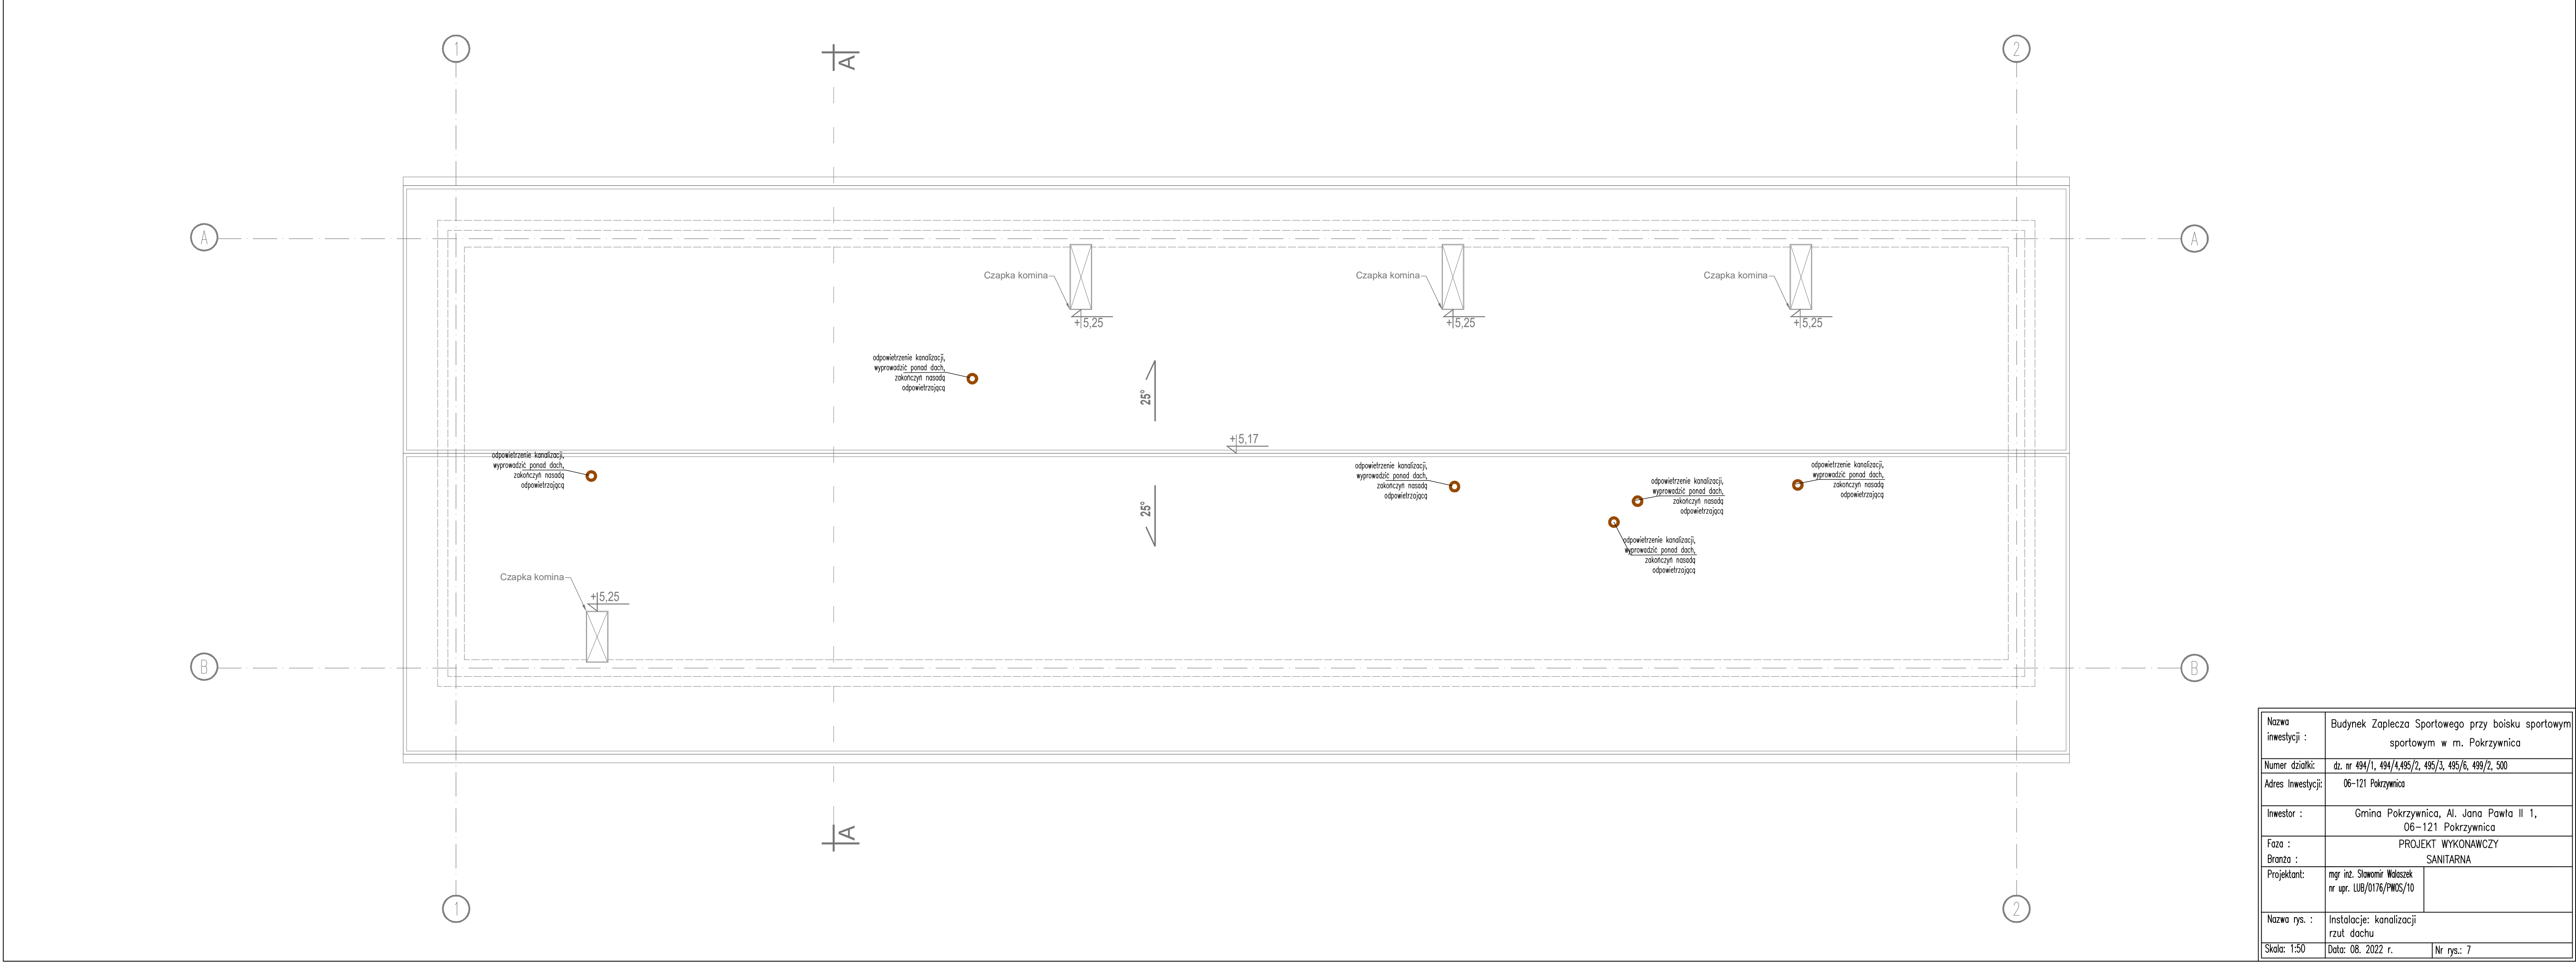 1
A
2
A
A
Czapka komina
+5,25
Czapka komina
+5,25
Czapka komina
+5,25
odpowietrzenie kanalizacji,
wyprowadzić ponad dach,
zakończyń nasadą
odpowietrzającą
25°
+5,17
odpowietrzenie kanalizacji,
wyprowadzić ponad dach,
zakończyń nasadą
odpowietrzającą
odpowietrzenie kanalizacji,
wyprowadzić ponad dach,
zakończyń nasadą
odpowietrzającą
odpowietrzenie kanalizacji,
wyprowadzić ponad dach,
zakończyń nasadą
odpowietrzającą
odpowietrzenie kanalizacji,
wyprowadzić ponad dach,
zakończyń nasadą
odpowietrzającą
25°
odpowietrzenie kanalizacji,
wyprowadzić ponad dach,
zakończyń nasadą
odpowietrzającą
Czapka komina
+5,25
B
B
A
1
2
Nazwa
inwestycji :
Budynek Zaplecza Sportowego przy boisku sportowym
sportowym w m. Pokrzywnica
Numer działki: dz. nr 494/1, 494/4,495/2, 495/3, 495/6, 499/2, 500
Adres Inwestycji: 06-121 Pokrzywnica
Inwestor : Gmina Pokrzywnica, Al. Jana Pawła II 1,
06-121 Pokrzywnica
Faza : PROJEKT WYKONAWCZY
Branża : SANITARNA
Projektant: mgr inż. Sławomir Walaszek
nr upr. LUB/0176/PWOS/10
Nazwa rys. : Instalacje: kanalizacji
rzut dachu
Skala: 1:50 Data: 08. 2022 r. Nr rys.: 7